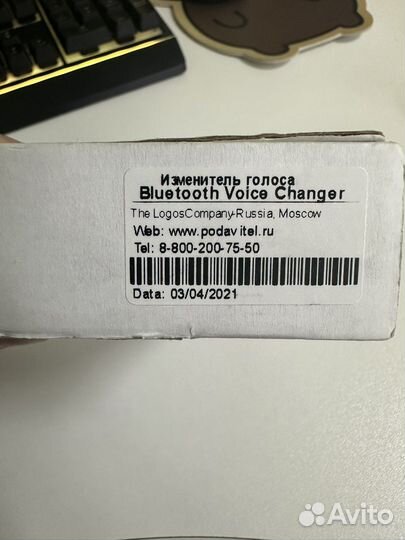 Изменитель голоса
Bluetooth Voice Changer
The LogosCompany-Russia, Moscow
Web: www.podavitel.ru
Tel: 8-800-200-75-50
Data: 03/04/2021
Avito